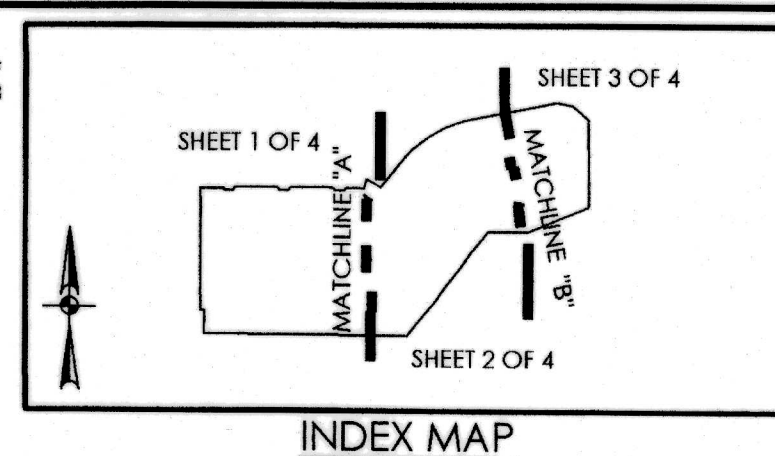 SHEET 3 OF 4
SHEET 1 OF 4
MATCHLINE "A"
MATCHLINE "B"
SHEET 2 OF 4
INDEX MAP